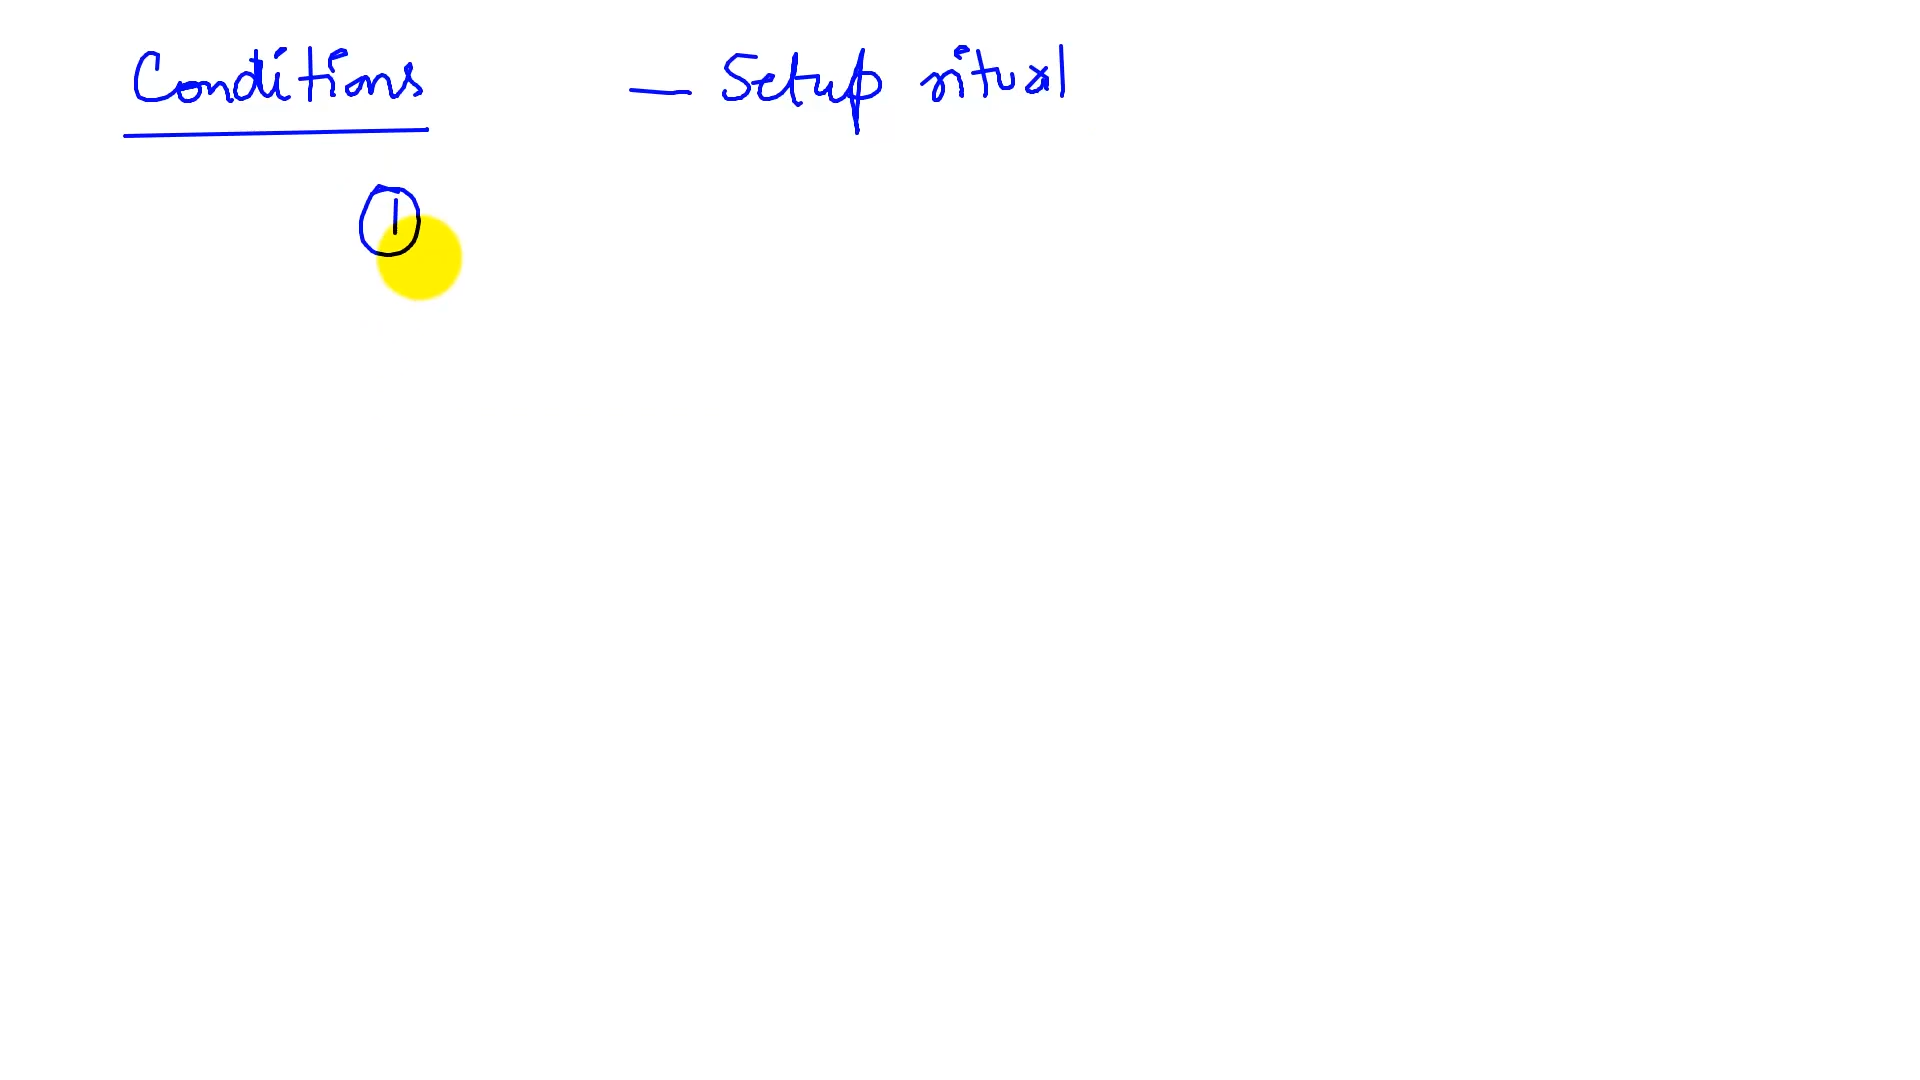 Conditions — Setup ritual
①